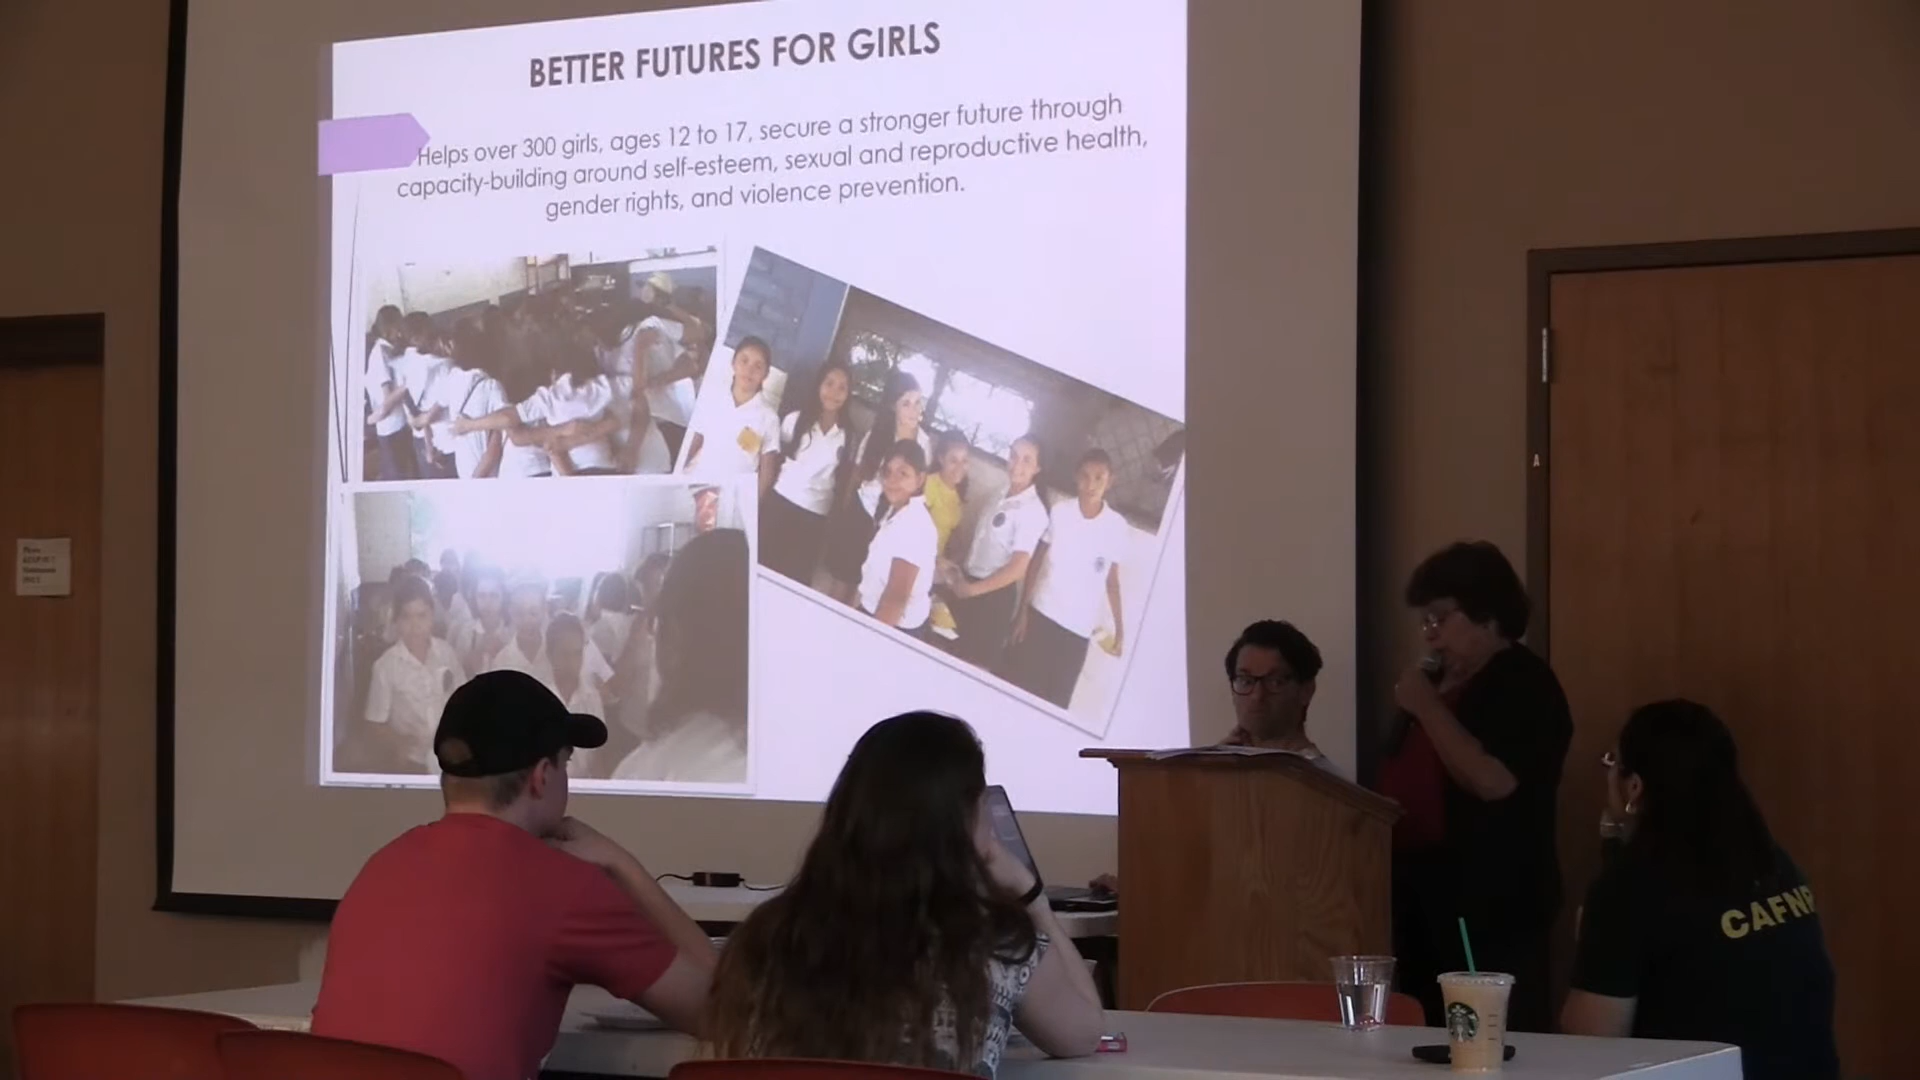 BETTER FUTURES FOR GIRLS
Helps over 300 girls, ages 12 to 17, secure a stronger future through
capacity-building around self-esteem, sexual and reproductive health,
gender rights, and violence prevention.
A
CAFNR